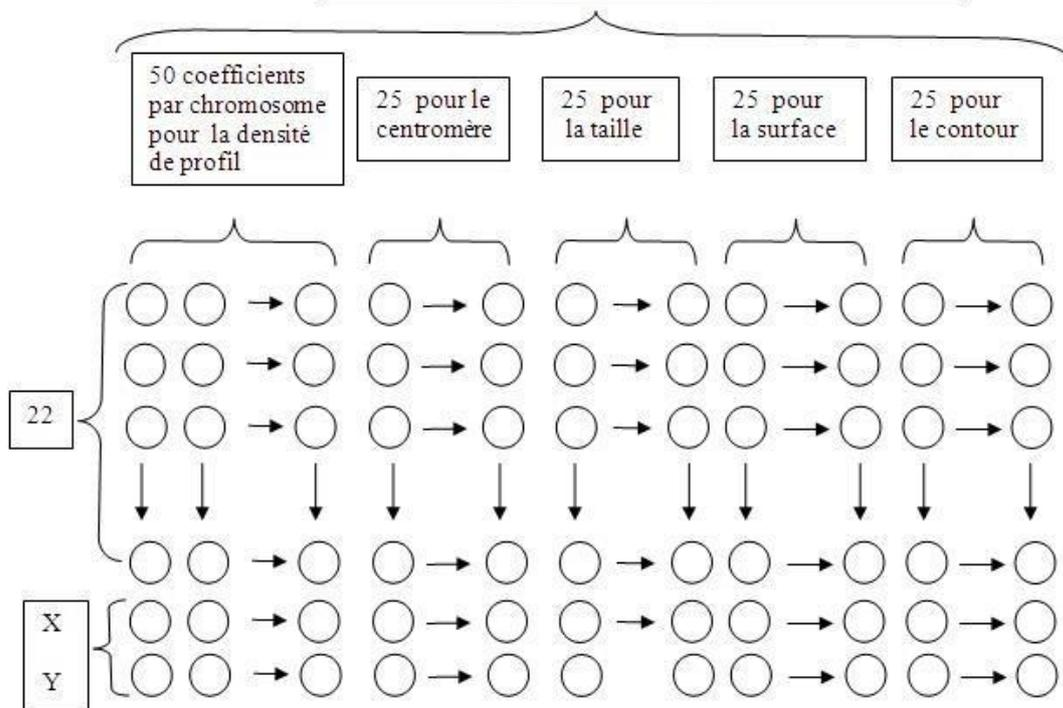 50 coefficients
par chromosome
pour la densité
de profil
25 pour le
centromère
25 pour
la taille
25 pour
la surface
25 pour
le contour
22
X
Y